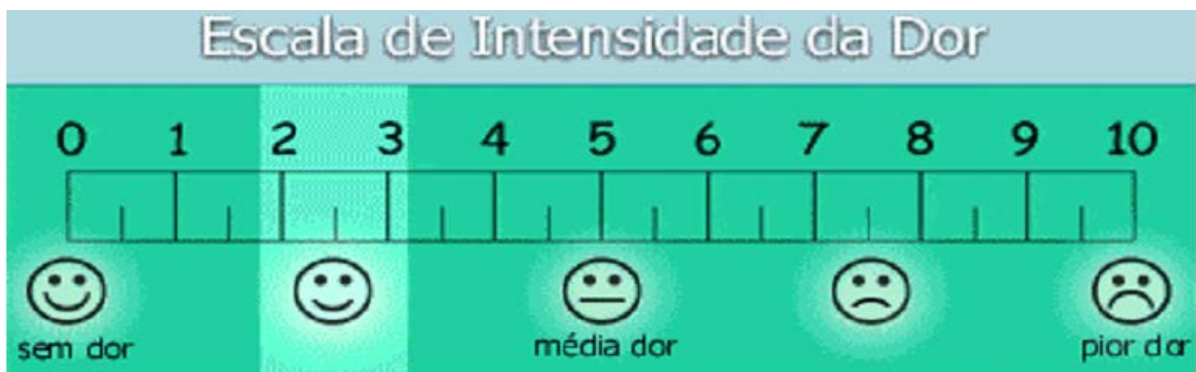 Escala de Intensidade da Dor
0 1 2 3 4 5 6 7 8 9 10
sem dor média dor pior dor